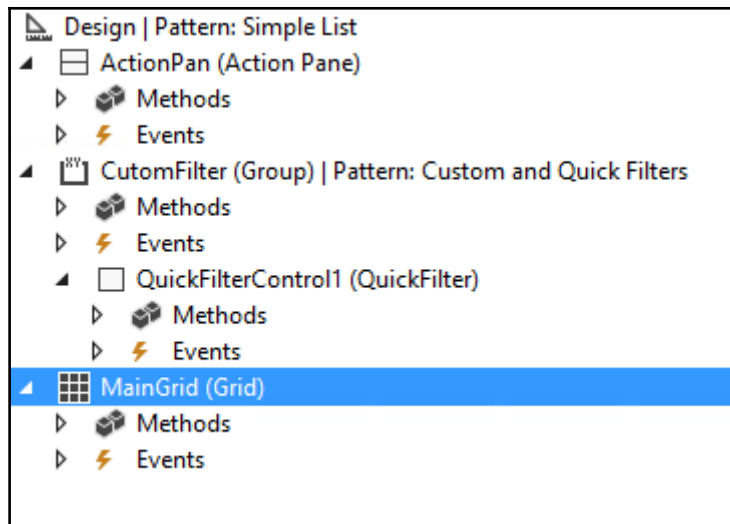 Design | Pattern: Simple List
ActionPan (Action Pane)
Methods
Events
CutomFilter (Group) | Pattern: Custom and Quick Filters
Methods
Events
QuickFilterControl1 (QuickFilter)
Methods
Events
MainGrid (Grid)
Methods
Events